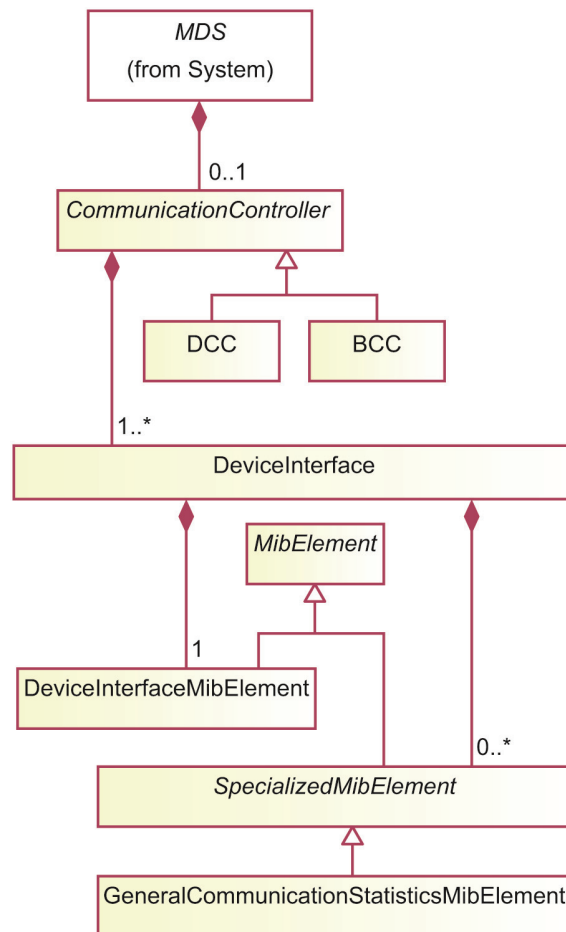 MDS
(from System)
0..1
CommunicationController
DCC
BCC
1..*
DeviceInterface
MibElement
1
DeviceInterfaceMibElement
0..*
SpecializedMibElement
GeneralCommunicationStatisticsMibElement